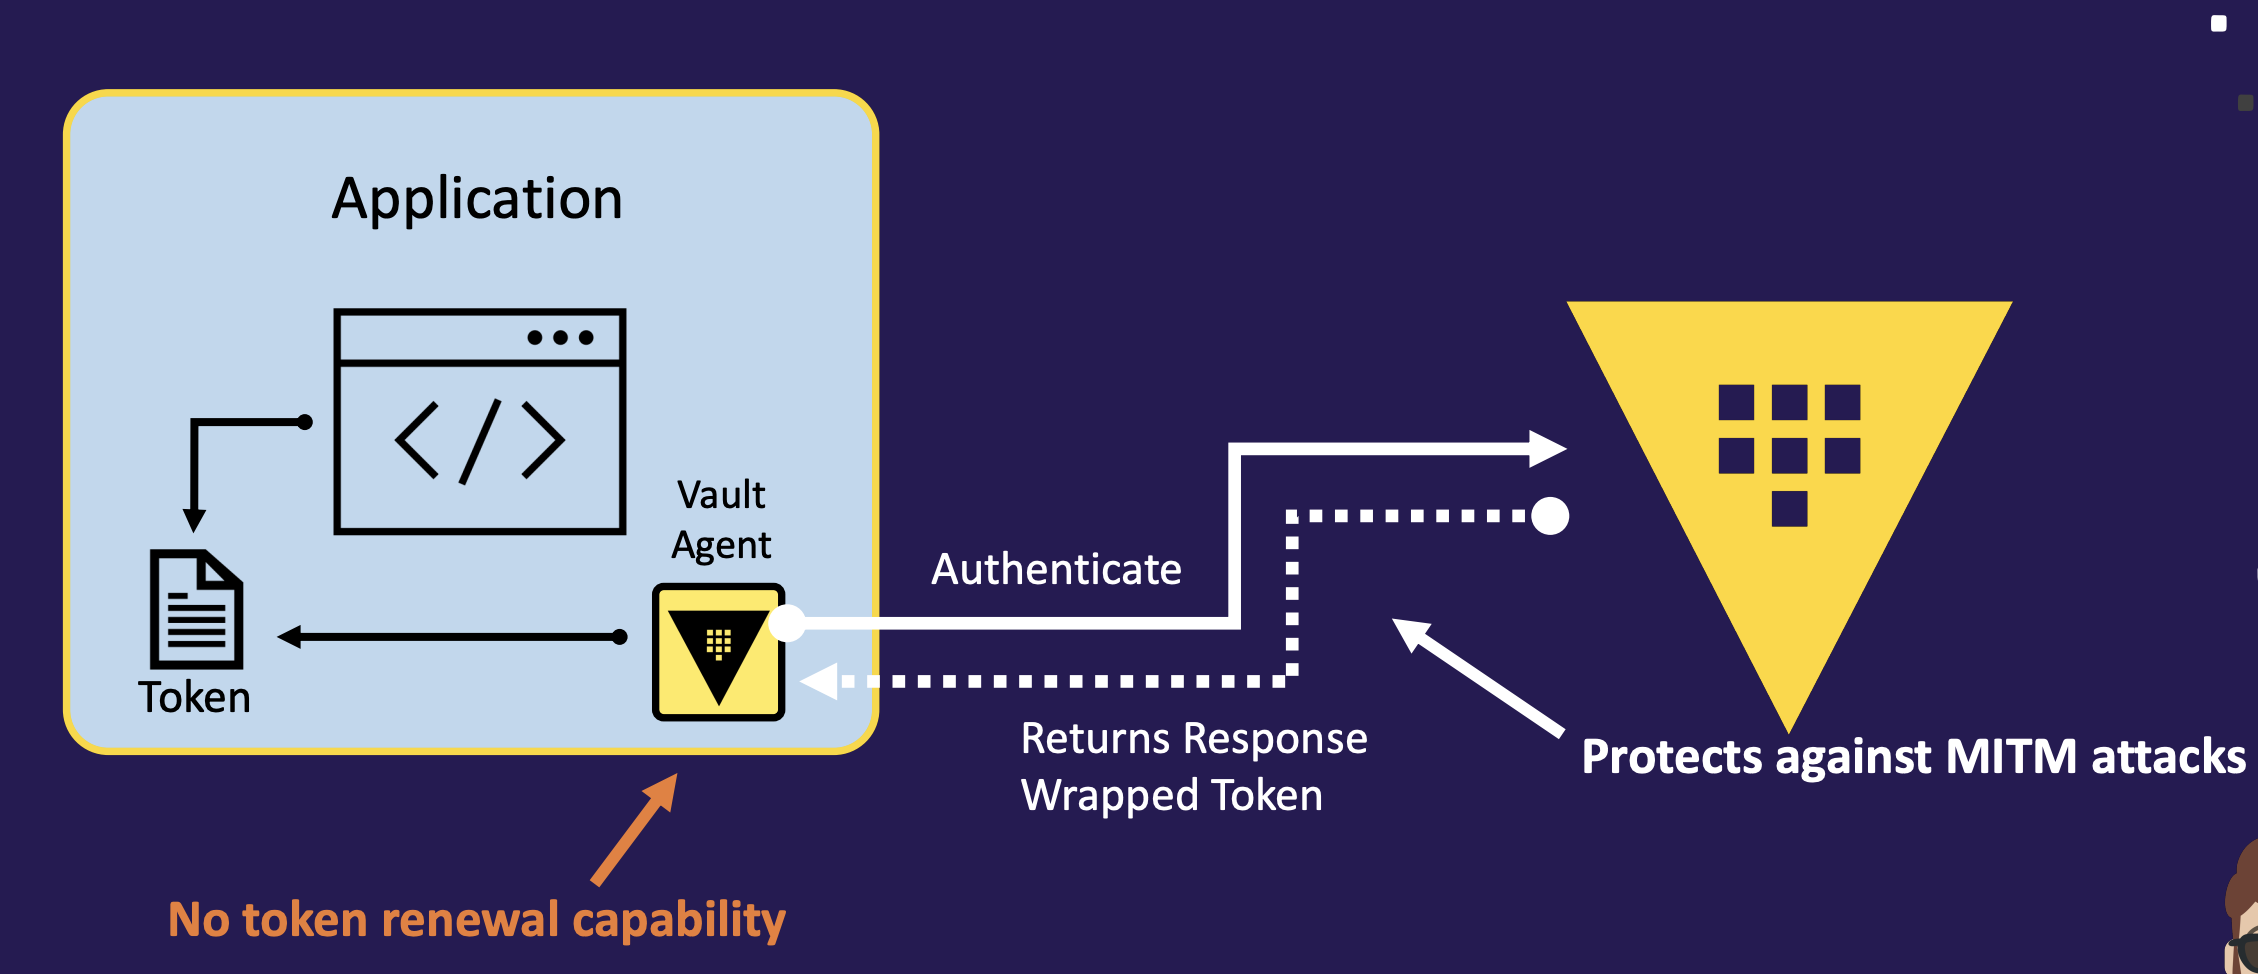 Application
</>
Vault
Agent
Token
Authenticate
Returns Response
Wrapped Token
Protects against MITM attacks
No token renewal capability